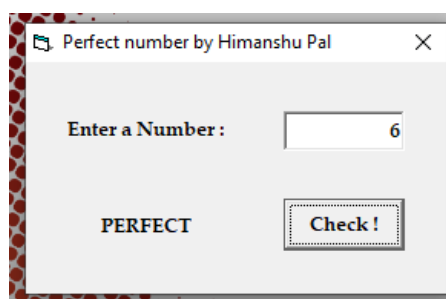 Perfect number by Himanshu Pal
Enter a Number :
6
PERFECT
Check !